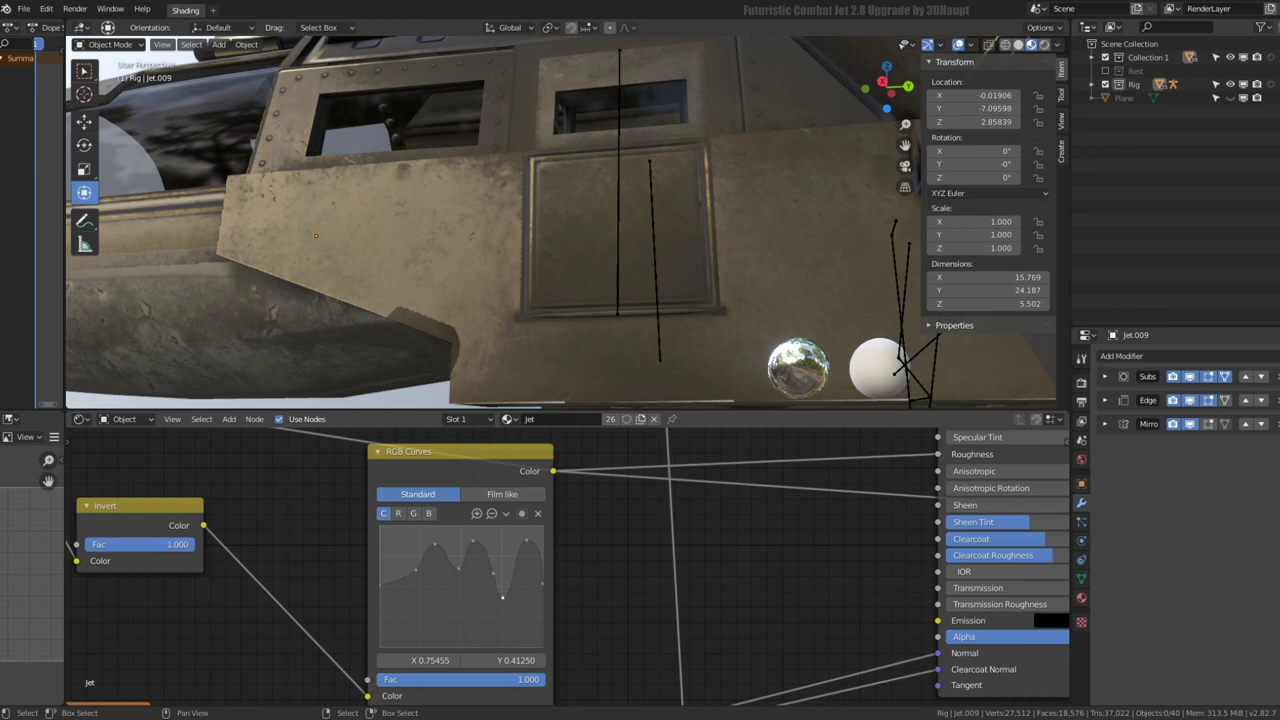 File Edit Render Window Help Shading + Futuristic Combat Jet 2.8 Upgrade by 3DHaupt Scene RenderLayer
Dope S Orientation: Default Drag: Select Box Global Options
Object Mode View Select Add Object
Summa
User Perspective
(1) Rig | Jet.009
Transform
Location:
X -0.01906
Y -7.09598
Z 2.85839
Rotation:
X 0°
Y -0°
Z 0°
XYZ Euler
Scale:
X 1.000
Y 1.000
Z 1.000
Dimensions:
X 15.769
Y 24.187
Z 5.502
Properties
Item
Tool
View
Create
Z
Y
X
Scene Collection
Collection 1
Rest
Rig
Plane
Jet.009
Add Modifier
Subs
Edge
Mirro
Object View Select Add Node Use Nodes Slot 1 Jet 26
View
Invert
Color
Fac 1.000
Color
RGB Curves
Color
Standard Film like
C R G B
X 0.75455 Y 0.41250
Fac 1.000
Color
Jet
Specular Tint
Roughness
Anisotropic
Anisotropic Rotation
Sheen
Sheen Tint
Clearcoat
Clearcoat Roughness
IOR
Transmission
Transmission Roughness
Emission
Alpha
Normal
Clearcoat Normal
Tangent
Select Box Select Pan View Select Box Select Rig | Jet.009 | Verts:27,512 | Faces:18,576 | Tris:37,022 | Objects:0/40 | Mem: 313.5 MiB | v2.82.7